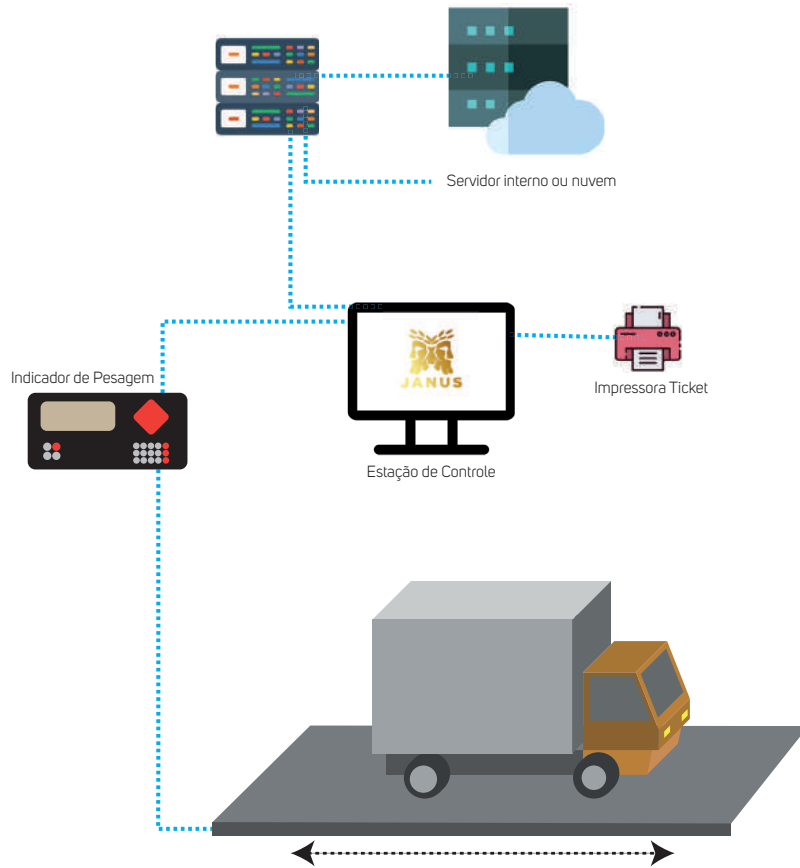 Servidor interno ou nuvem
JANUS
Indicador de Pesagem
Impressora Ticket
Estação de Controle